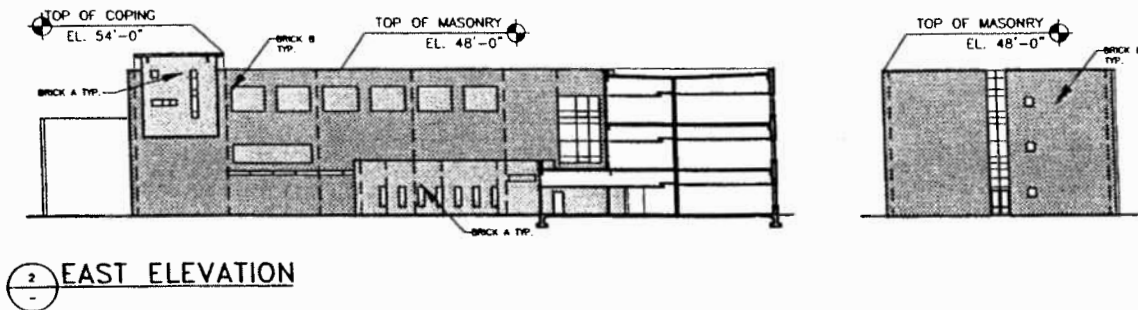 TOP OF COPING
EL. 54'-0"
BRICK B
TYP.
TOP OF MASONRY
EL. 48'-0"
BRICK A TYP.
BRICK A TYP.
TOP OF MASONRY
EL. 48'-0"
BRICK
TYP.
2
-
EAST ELEVATION